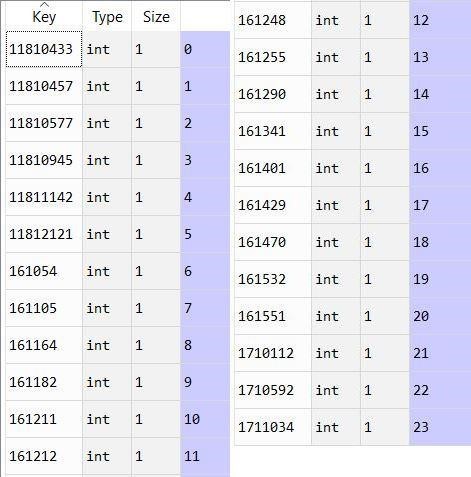 Key Type Size
11810433 int 1 0
11810457 int 1 1
11810577 int 1 2
11810945 int 1 3
11811142 int 1 4
11812121 int 1 5
161054 int 1 6
161105 int 1 7
161164 int 1 8
161182 int 1 9
161211 int 1 10
161212 int 1 11
161248 int 1 12
161255 int 1 13
161290 int 1 14
161341 int 1 15
161401 int 1 16
161429 int 1 17
161470 int 1 18
161532 int 1 19
161551 int 1 20
1710112 int 1 21
1710592 int 1 22
1711034 int 1 23